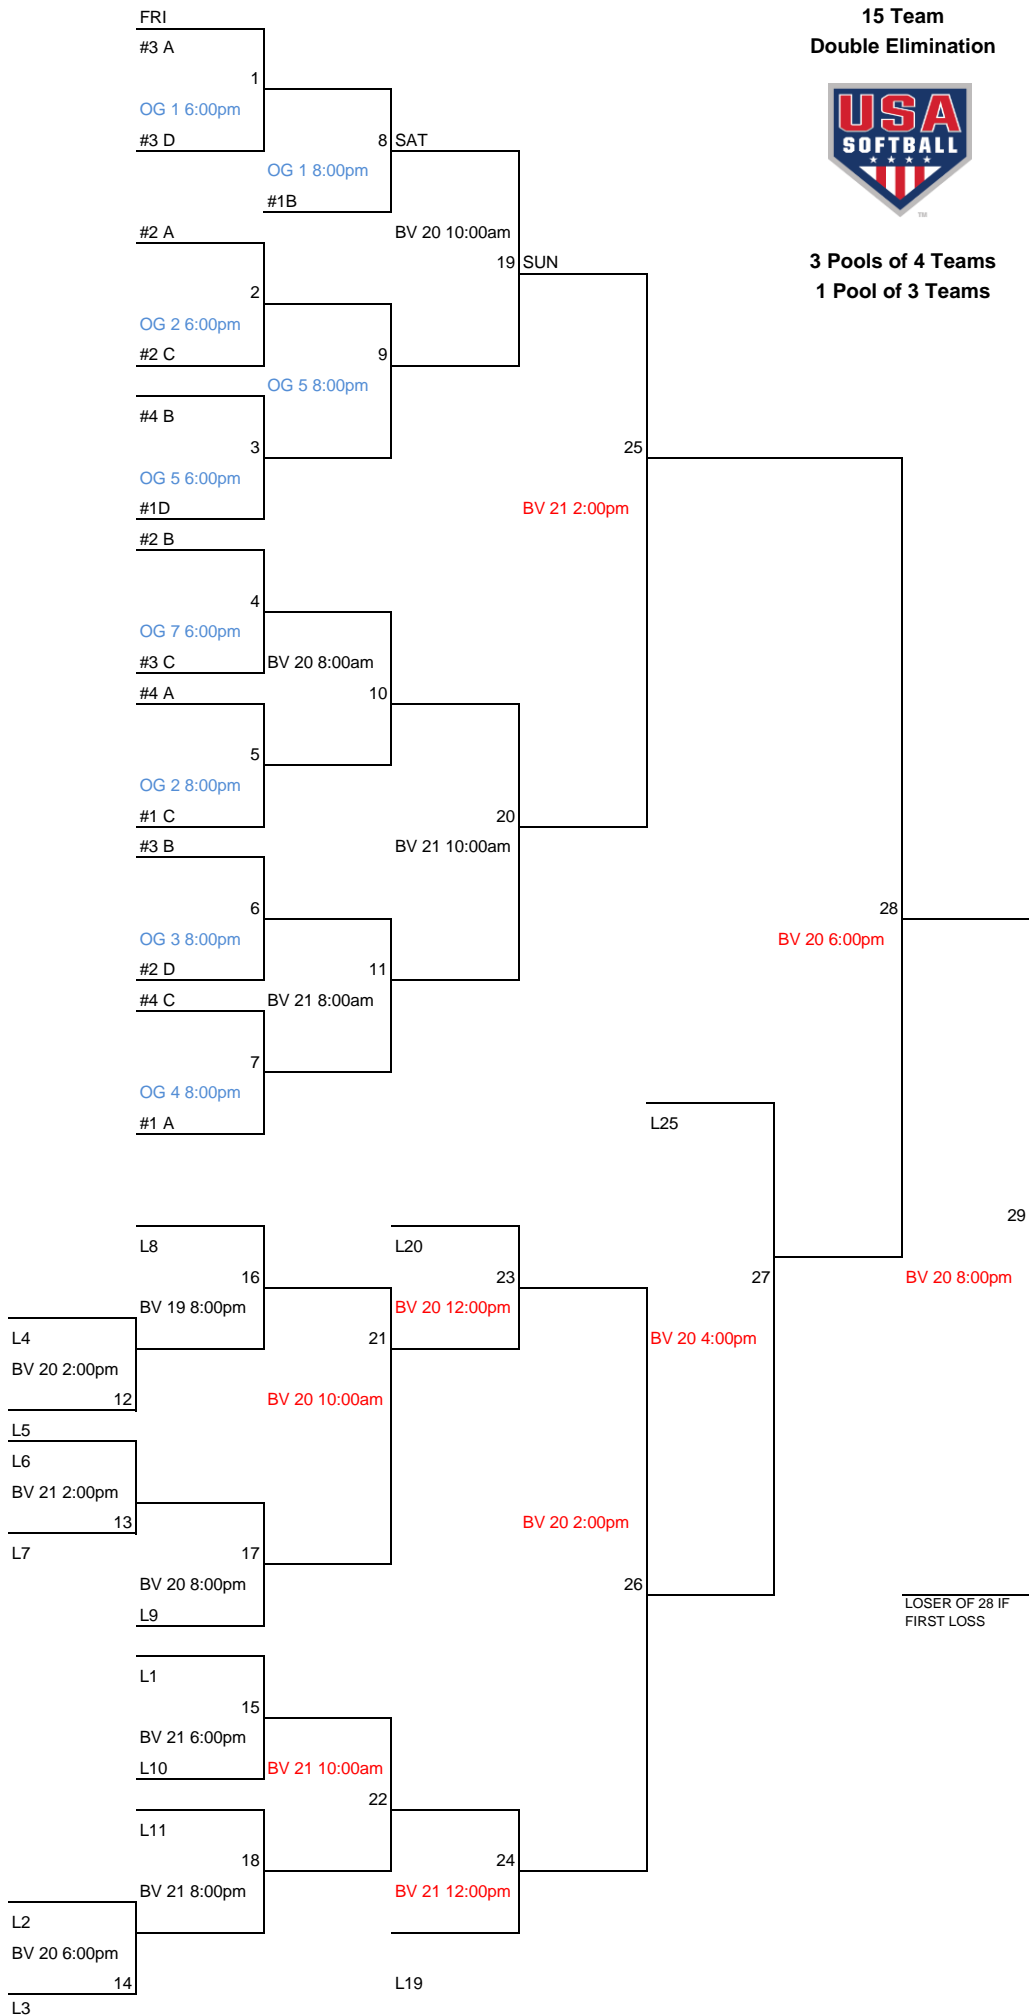 FRI
15 Team
Double Elimination
#3 A
1
OG 1 6:00pm
#3 D
8
SAT
OG 1 8:00pm
#1B
USA
SOFTBALL
TM
#2 A
BV 20 10:00am
19
SUN
3 Pools of 4 Teams
1 Pool of 3 Teams
2
OG 2 6:00pm
#2 C
9
OG 5 8:00pm
#4 B
3
25
OG 5 6:00pm
#1D
BV 21 2:00pm
#2 B
4
OG 7 6:00pm
#3 C
BV 20 8:00am
#4 A
10
5
OG 2 8:00pm
#1 C
20
#3 B
BV 21 10:00am
6
28
OG 3 8:00pm
BV 20 6:00pm
#2 D
11
#4 C
BV 21 8:00am
7
OG 4 8:00pm
#1 A
L25
29
L8
L20
16
23
27
BV 20 8:00pm
BV 19 8:00pm
BV 20 12:00pm
L4
21
BV 20 4:00pm
BV 20 2:00pm
12
BV 20 10:00am
L5
L6
BV 21 2:00pm
13
BV 20 2:00pm
L7
17
BV 20 8:00pm
26
L9
LOSER OF 28 IF
FIRST LOSS
L1
15
BV 21 6:00pm
L10
BV 21 10:00am
22
L11
18
24
BV 21 8:00pm
BV 21 12:00pm
L2
BV 20 6:00pm
14
L19
L3